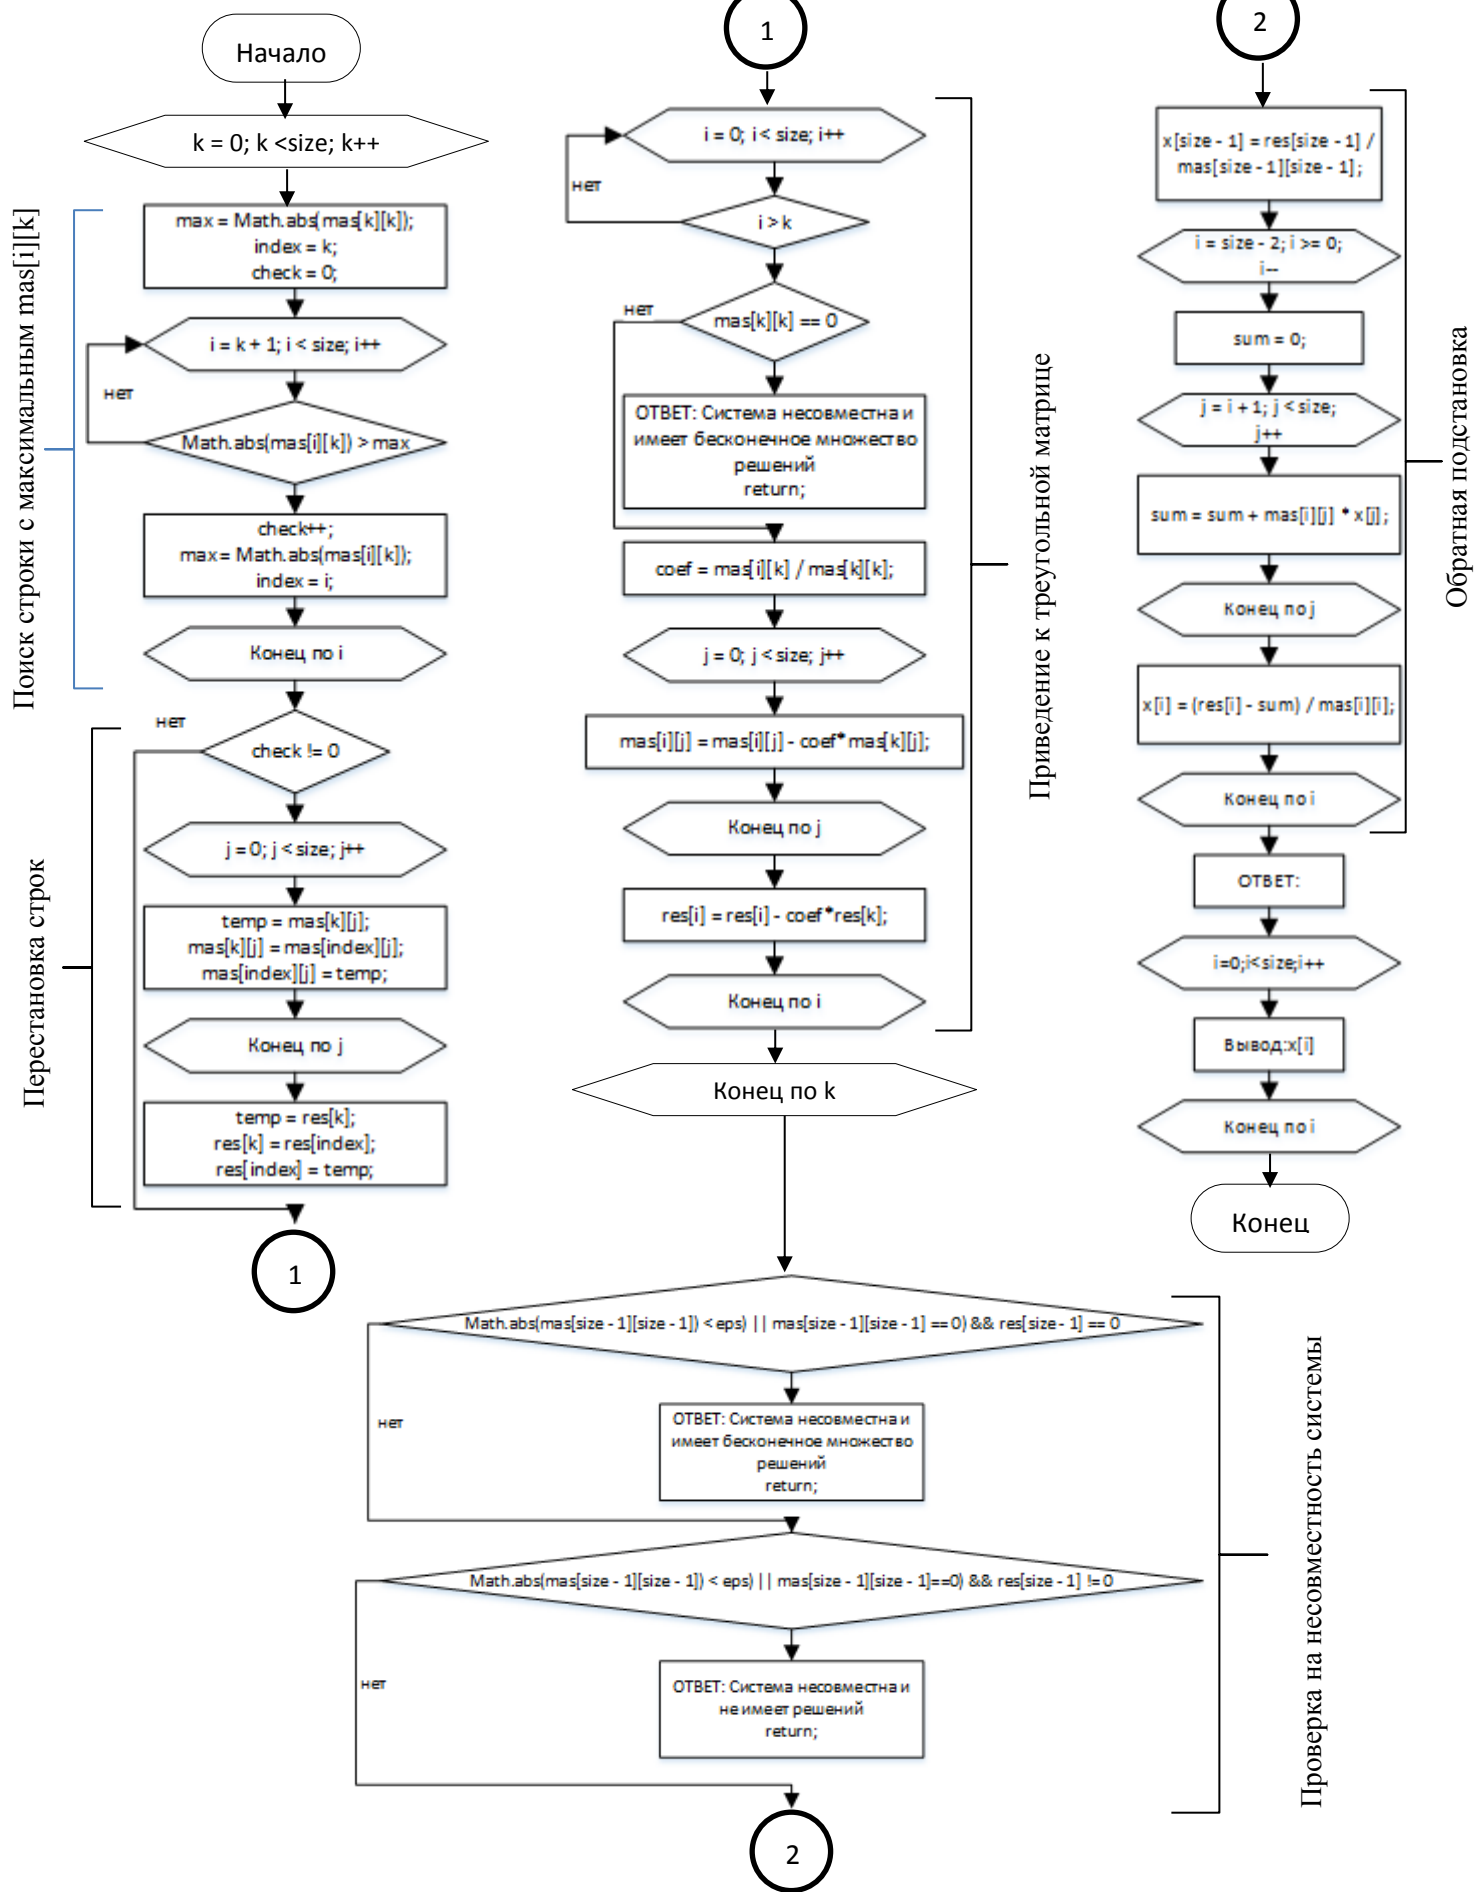 Начало
k = 0; k <size; k++
Поиск строки с максимальным mas[i][k]
max = Math.abs(mas[k][k]);
index = k;
check = 0;
i = k + 1; i < size; i++
нет
Math.abs(mas[i][k]) > max
check++;
max = Math.abs(mas[i][k]);
index = i;
Конец по i
нет
check != 0
Перестановка строк
j = 0; j < size; j++
temp = mas[k][j];
mas[k][j] = mas[index][j];
mas[index][j] = temp;
Конец по j
temp = res[k];
res[k] = res[index];
res[index] = temp;
1
1
i = 0; i < size; i++
нет
i > k
нет
mas[k][k] == 0
ОТВЕТ: Система несовместна и
имеет бесконечное множество
решений
return;
Приведение к треугольной матрице
coef = mas[i][k] / mas[k][k];
j = 0; j < size; j++
mas[i][j] = mas[i][j] - coef* mas[k][j];
Конец по j
res[i] = res[i] - coef*res[k];
Конец по i
Конец по k
Math.abs(mas[size - 1][size - 1]) < eps) || mas[size - 1][size - 1] == 0) && res[size - 1] == 0
нет
ОТВЕТ: Система несовместна и
имеет бесконечное множество
решений
return;
Проверка на несовместность системы
Math.abs(mas[size - 1][size - 1]) < eps) || mas[size - 1][size - 1]==0) && res[size - 1] != 0
нет
ОТВЕТ: Система несовместна и
не имеет решений
return;
2
2
x[size - 1] = res[size - 1] /
mas[size - 1][size - 1];
i = size - 2; i >= 0;
i--
sum = 0;
j = i + 1; j < size;
j++
Обратная подстановка
sum = sum + mas[i][j] * x[j];
Конец по j
x[i] = (res[i] - sum) / mas[i][i];
Конец по i
ОТВЕТ:
i=0;i<size;i++
Вывод:x[i]
Конец по i
Конец